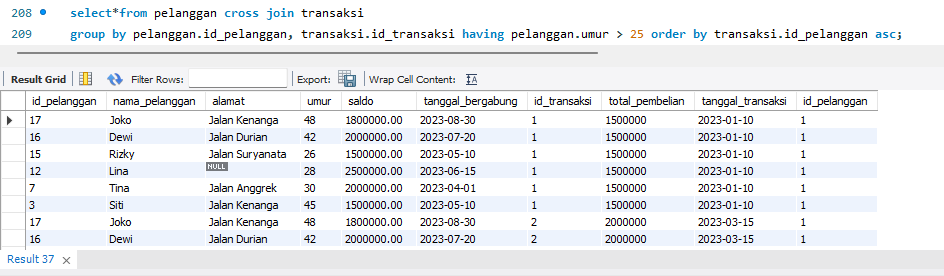 208 select*from pelanggan cross join transaksi
209 group by pelanggan.id_pelanggan, transaksi.id_transaksi having pelanggan.umur > 25 order by transaksi.id_pelanggan asc;
Result Grid Filter Rows: Export: Wrap Cell Content: IA
id_pelanggan nama_pelanggan alamat umur saldo tanggal_bergabung id_transaksi total_pembelian tanggal_transaksi id_pelanggan
17 Joko Jalan Kenanga 48 1800000.00 2023-08-30 1 1500000 2023-01-10 1
16 Dewi Jalan Durian 42 2000000.00 2023-07-20 1 1500000 2023-01-10 1
15 Rizky Jalan Suryanata 26 1500000.00 2023-05-10 1 1500000 2023-01-10 1
12 Lina NULL 28 2500000.00 2023-06-15 1 1500000 2023-01-10 1
7 Tina Jalan Anggrek 30 2000000.00 2023-04-01 1 1500000 2023-01-10 1
3 Siti Jalan Kenanga 45 1500000.00 2023-05-10 1 1500000 2023-01-10 1
17 Joko Jalan Kenanga 48 1800000.00 2023-08-30 2 2000000 2023-03-15 1
16 Dewi Jalan Durian 42 2000000.00 2023-07-20 2 2000000 2023-03-15 1
Result 37 ×